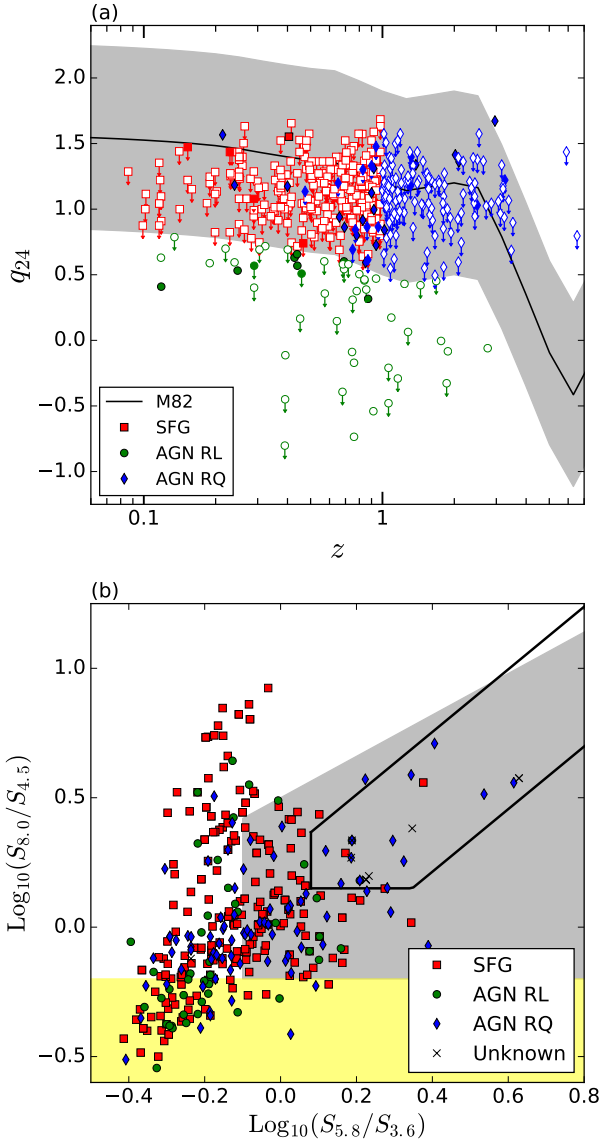 (a)
2.0
1.5
1.0
0.5
0.0
−0.5
−1.0
q24
M82
SFG
AGN RL
AGN RQ
0.1
1
z
(b)
1.0
0.5
0.0
−0.5
Log10(S8.0/S4.5)
SFG
AGN RL
AGN RQ
Unknown
−0.4
−0.2
0.0
0.2
0.4
0.6
0.8
Log10(S5.8/S3.6)